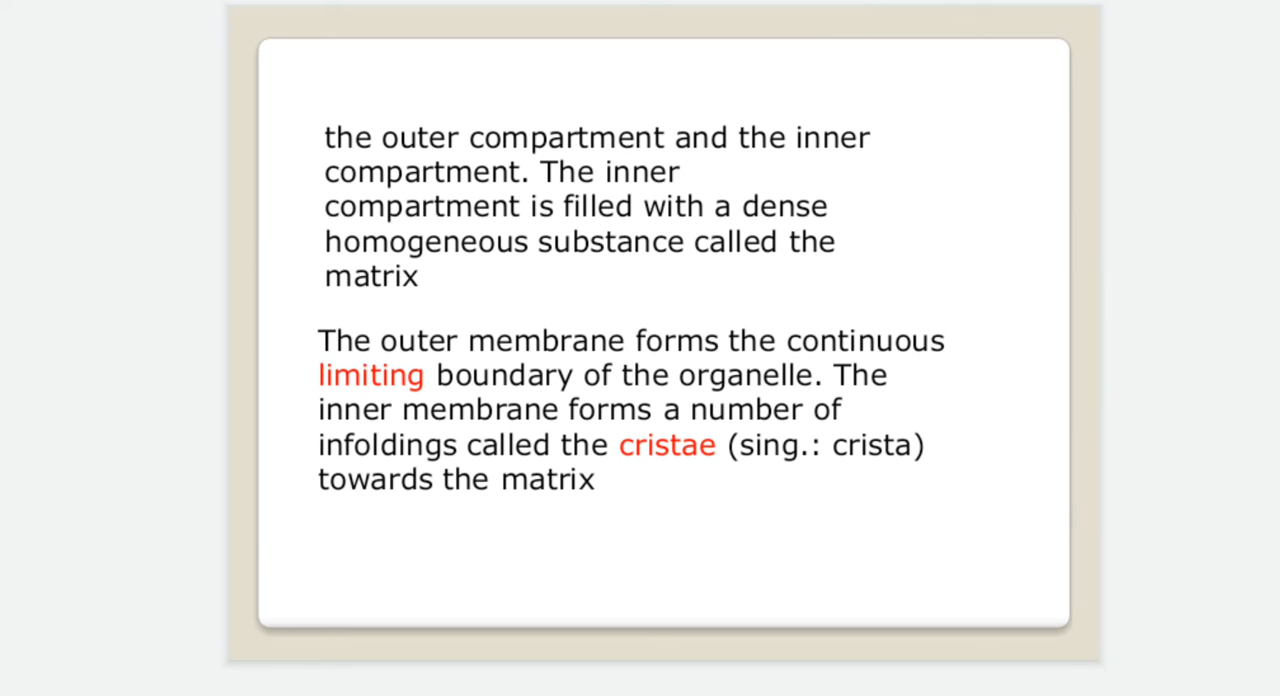 the outer compartment and the inner
compartment. The inner
compartment is filled with a dense
homogeneous substance called the
matrix
The outer membrane forms the continuous
limiting boundary of the organelle. The
inner membrane forms a number of
infoldings called the cristae (sing.: crista)
towards the matrix